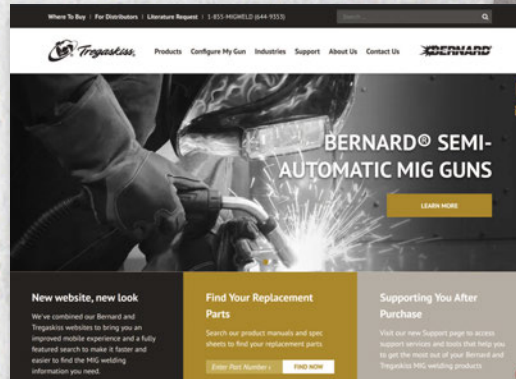 Where To Buy | For Distributors | Literature Request | 1-855-MIGWELD (644-9353)
Search...
Tregaskiss. Products Configure My Gun Industries Support About Us Contact Us BERNARD
BERNARD® SEMI-
AUTOMATIC MIG GUNS
LEARN MORE
New website, new look
We've combined our Bernard and
Tregaskiss websites to bring you an
improved mobile experience and a fully
featured search to make it faster and
easier to find the MIG welding
information you need.
Find Your Replacement
Parts
Search our product manuals and spec
sheets to find your replacement parts
Enter Part Number FIND NOW
Supporting You After
Purchase
Visit our new Support page to access
support services and tools that help you
to get the most out of your Bernard and
Tregaskiss MIG welding products